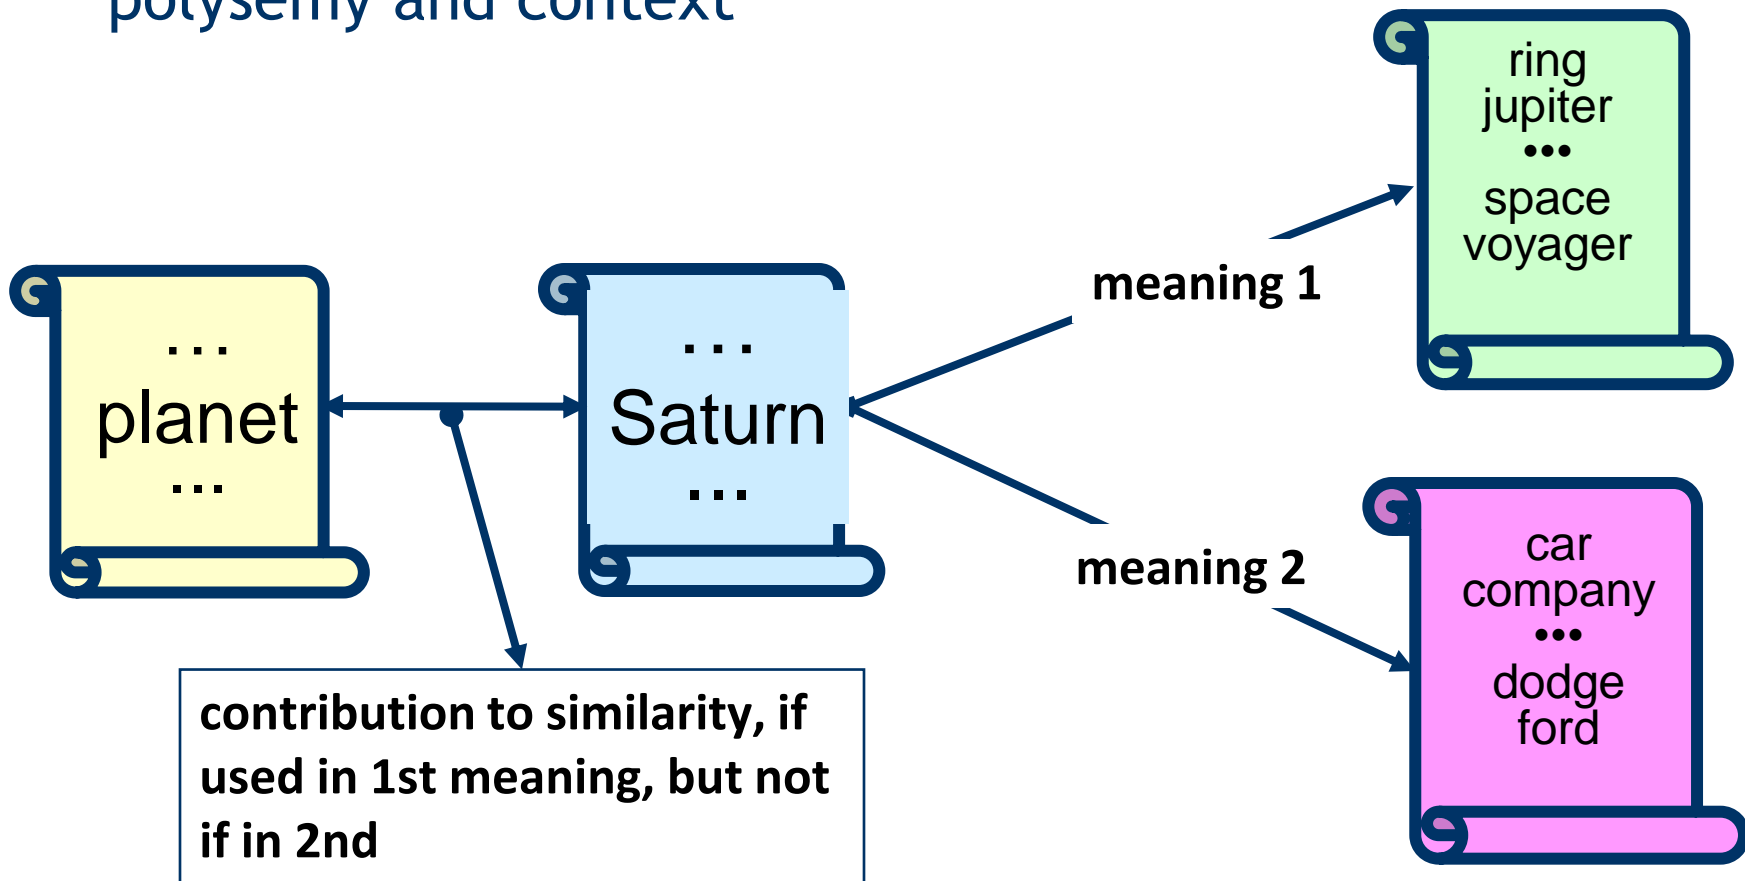 polysemy and context
ring
jupiter
•••
space
voyager
meaning 1
...
planet
...
...
Saturn
...
meaning 2
car
company
•••
dodge
ford
contribution to similarity, if
used in 1st meaning, but not
if in 2nd